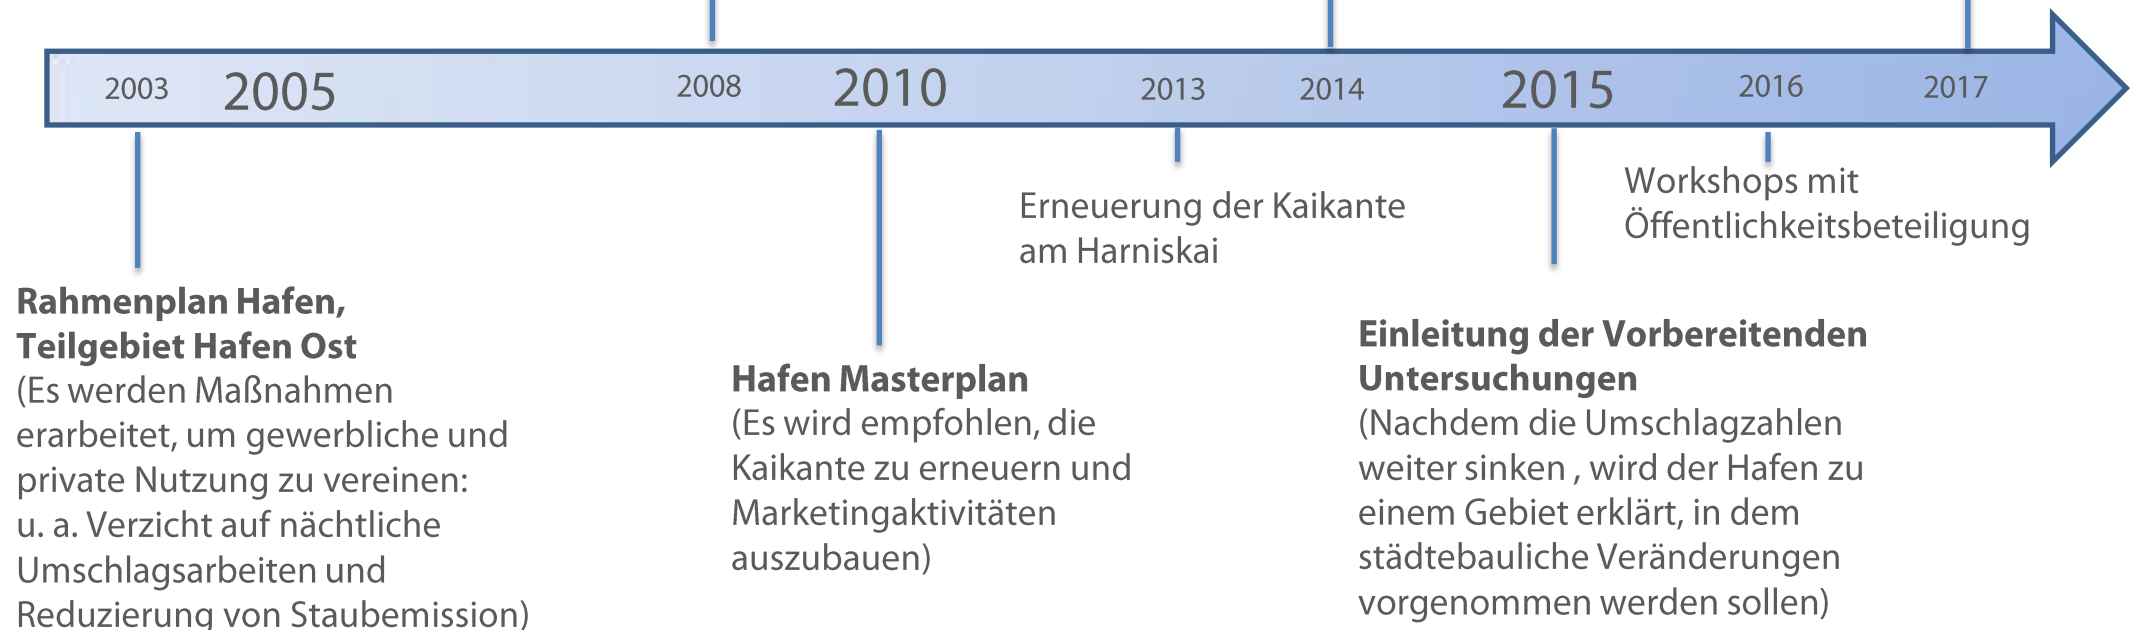 2003 2005 2008 2010 2013 2014 2015 2016 2017
Workshops mit
Öffentlichkeitsbeteiligung
Erneuerung der Kaikante
am Harniskai
Rahmenplan Hafen,
Teilgebiet Hafen Ost
(Es werden Maßnahmen
erarbeitet, um gewerbliche und
private Nutzung zu vereinen:
u. a. Verzicht auf nächtliche
Umschlagsarbeiten und
Reduzierung von Staubemission)
Hafen Masterplan
(Es wird empfohlen, die
Kaikante zu erneuern und
Marketingaktivitäten
auszubauen)
Einleitung der Vorbereitenden
Untersuchungen
(Nachdem die Umschlagzahlen
weiter sinken , wird der Hafen zu
einem Gebiet erklärt, in dem
städtebauliche Veränderungen
vorgenommen werden sollen)